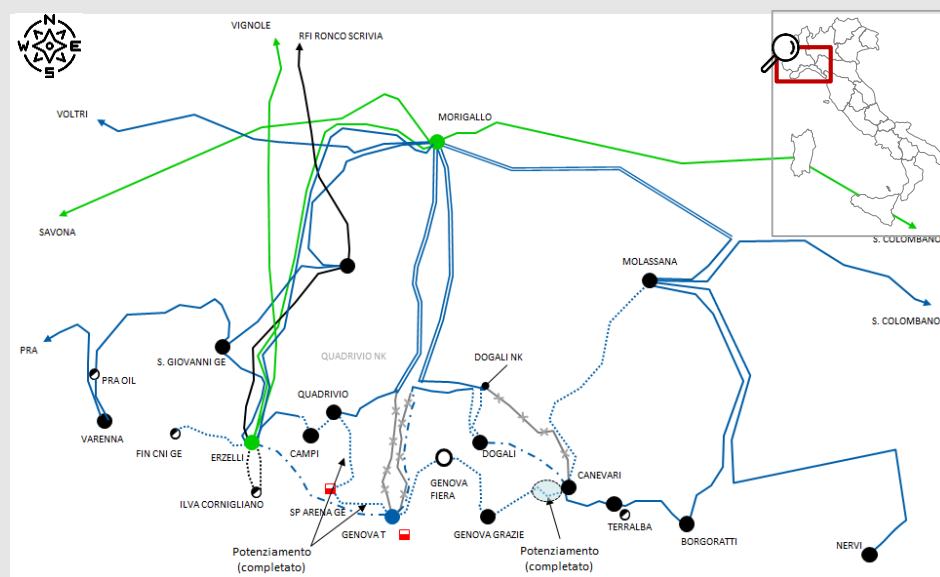 N
W
E
S
VIGNOLE
RFI RONCO SCRIVIA
VOLTRI
MORIGALLO
SAVONA
S. COLOMBANO
MOLASSANA
S. COLOMBANO
PRA
S. GIOVANNI GE
QUADRIVIO NK
DOGALI NK
PRA OIL
QUADRIVIO
VARENNA
FIN CNI GE
ERZELLI
CAMPI
DOGALI
GENOVA
FIERA
CANEVARI
ILVA CORNIGLIANO
SP ARENA GE
GENOVA T
GENOVA GRAZIE
TERRALBA
BORGORATTI
NERVI
Potenziamento
(completato)
Potenziamento
(completato)